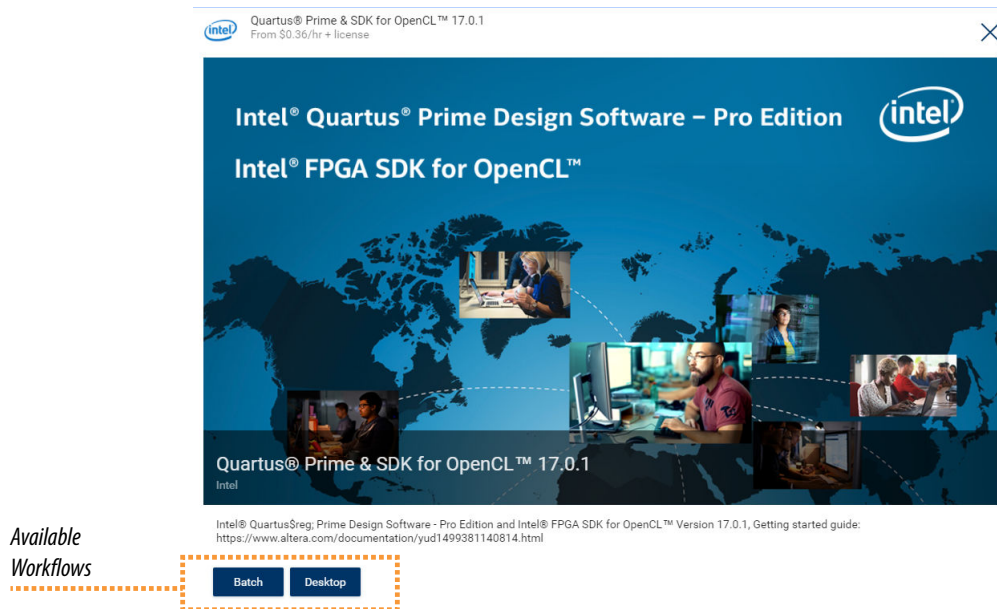 intel
Quartus® Prime & SDK for OpenCL™ 17.0.1
From $0.36/hr + license
Intel® Quartus® Prime Design Software – Pro Edition
intel
Intel® FPGA SDK for OpenCL™
Quartus® Prime & SDK for OpenCL™ 17.0.1
Intel
Intel® Quartus$reg; Prime Design Software - Pro Edition and Intel® FPGA SDK for OpenCL™ Version 17.0.1, Getting started guide:
https://www.altera.com/documentation/yud1499381140814.html
Available
Workflows
Batch Desktop